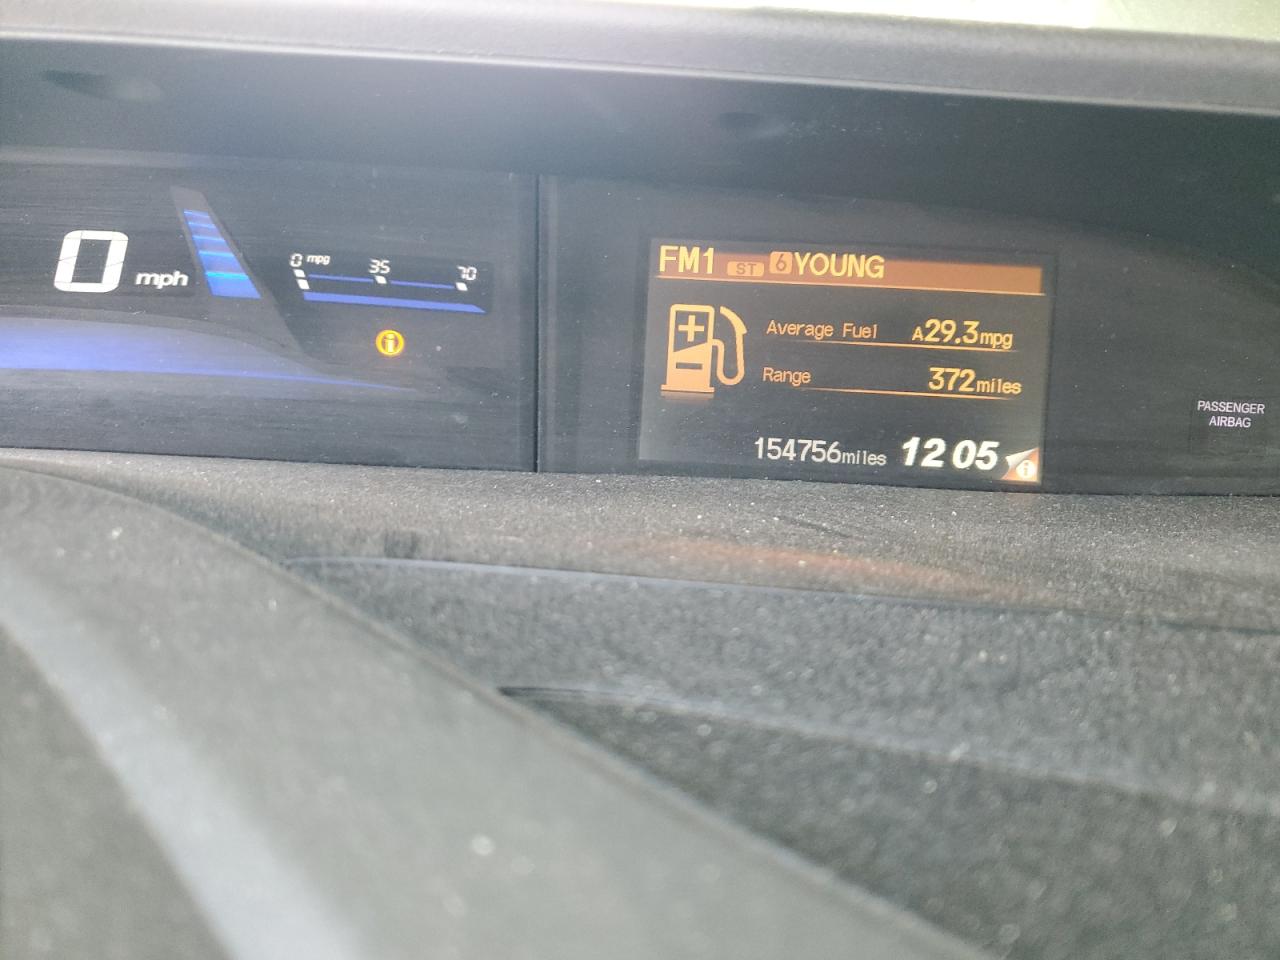 0 mph
0 mpg 35 70
FM1 ST 6 YOUNG
Average Fuel A29.3mpg
Range 372miles
154756miles 12 05
PASSENGER
AIRBAG